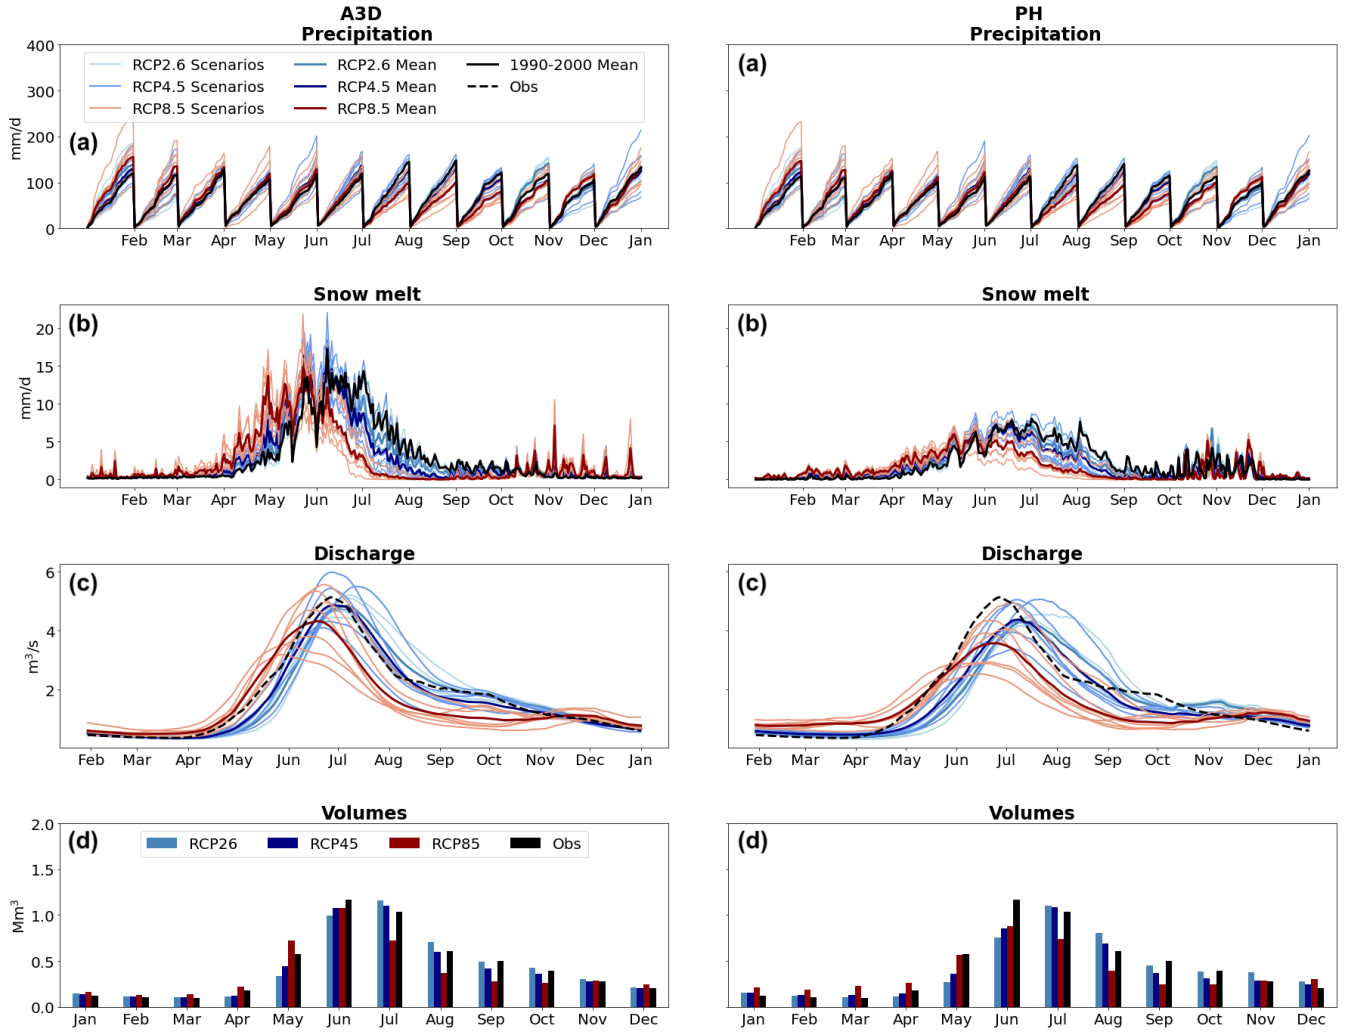 A3D
Precipitation
PH
Precipitation
400
300
200
100
0
mm/d
(a)
RCP2.6 Scenarios
RCP4.5 Scenarios
RCP8.5 Scenarios
RCP2.6 Mean
RCP4.5 Mean
RCP8.5 Mean
1990-2000 Mean
Obs
Feb Mar Apr May Jun Jul Aug Sep Oct Nov Dec Jan
(a)
Feb Mar Apr May Jun Jul Aug Sep Oct Nov Dec Jan
Snow melt
(b)
20
15
10
5
0
mm/d
Feb Mar Apr May Jun Jul Aug Sep Oct Nov Dec Jan
Snow melt
(b)
Feb Mar Apr May Jun Jul Aug Sep Oct Nov Dec Jan
Discharge
(c)
6
4
2
m³/s
Feb Mar Apr May Jun Jul Aug Sep Oct Nov Dec Jan
Discharge
(c)
Feb Mar Apr May Jun Jul Aug Sep Oct Nov Dec Jan
Volumes
(d)
RCP26 RCP45 RCP85 Obs
2.0
1.5
1.0
0.5
0.0
Mm³
Jan Feb Mar Apr May Jun Jul Aug Sep Oct Nov Dec
Volumes
(d)
Jan Feb Mar Apr May Jun Jul Aug Sep Oct Nov Dec